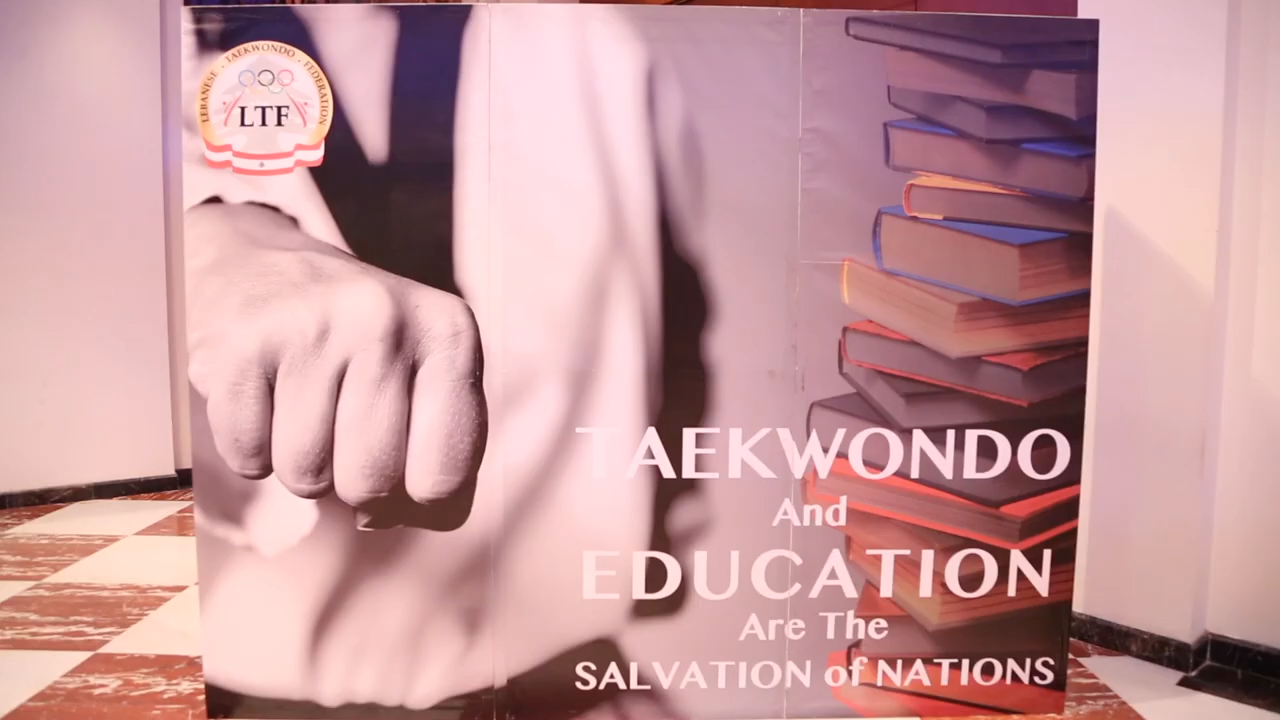 LEBANESE - TAEKWONDO - FEDERATION
LTF
TAEKWONDO
And
EDUCATION
Are The
SALVATION of NATIONS